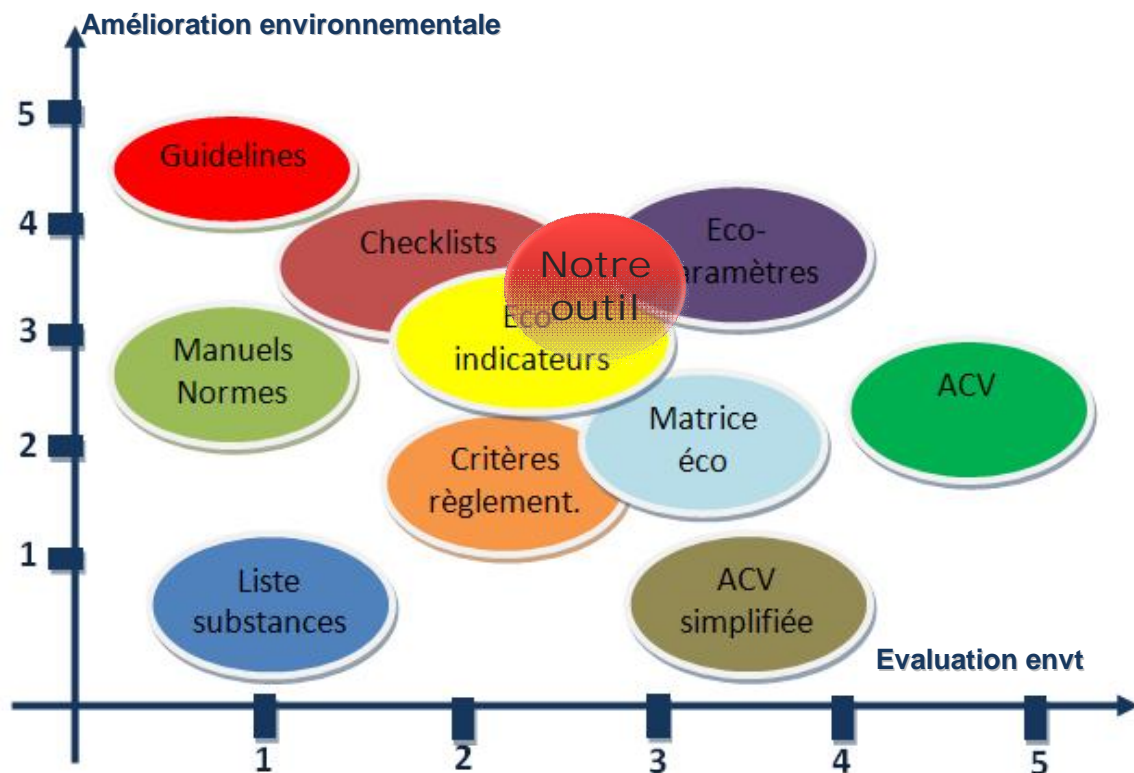 Amélioration environnementale
5
Guidelines
4
Checklists
Eco-
paramètres
Notre
outil
3
Eco
indicateurs
Manuels
Normes
ACV
2
Matrice
éco
Critères
règlement.
1
Liste
substances
ACV
simplifiée
Evaluation envt
1
2
3
4
5